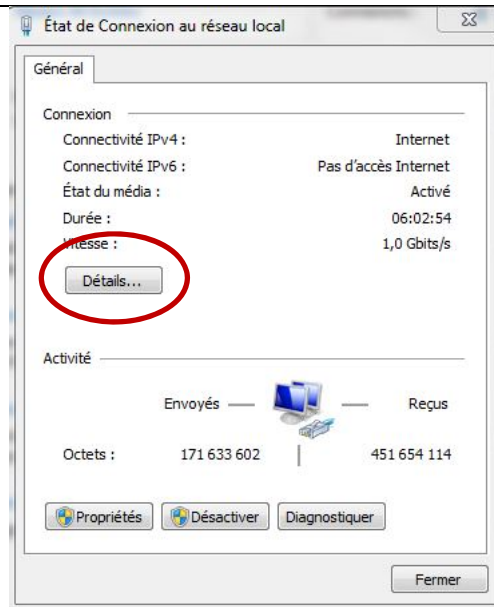 État de Connexion au réseau local
Général
Connexion
Connectivité IPv4 : Internet
Connectivité IPv6 : Pas d'accès Internet
État du média : Activé
Durée : 06:02:54
Vitesse : 1,0 Gbits/s
Détails...
Activité
Envoyés — — Reçus
Octets : 171 633 602 | 451 654 114
Propriétés Désactiver Diagnostiquer
Fermer